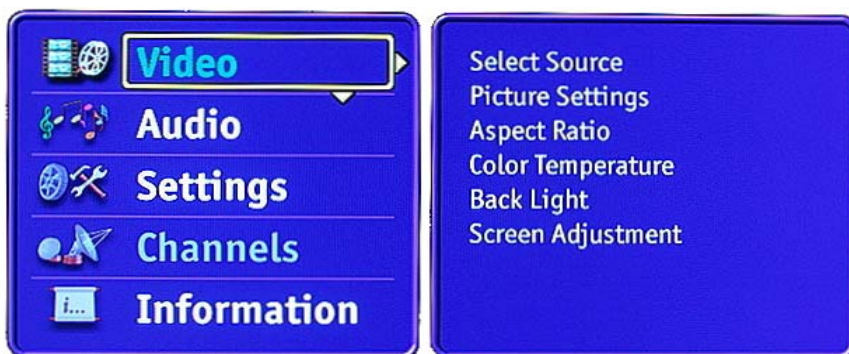 Video
Audio
Settings
Channels
i... Information
Select Source
Picture Settings
Aspect Ratio
Color Temperature
Back Light
Screen Adjustment